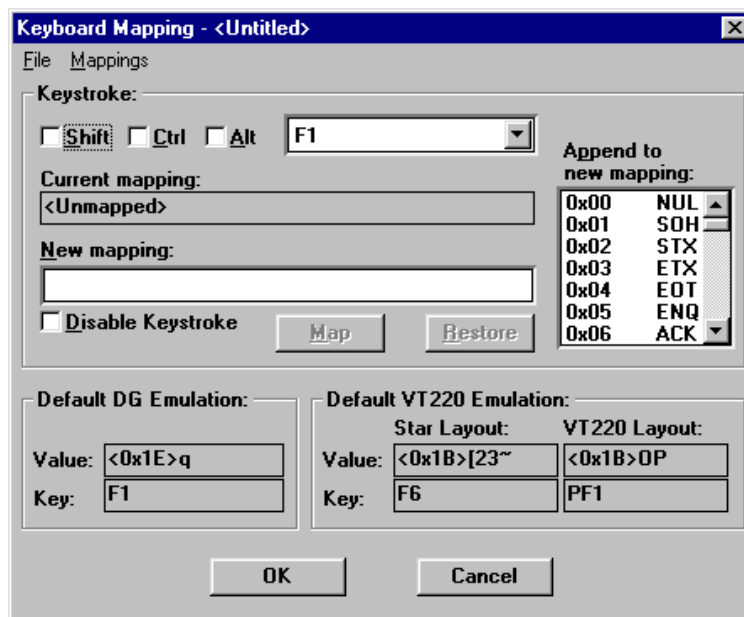 Keyboard Mapping - <Untitled>
File Mappings
Keystroke:
Shift Ctrl Alt F1
Append to
new mapping:
Current mapping:
<Unmapped>
0x00 NUL
0x01 SOH
0x02 STX
0x03 ETX
0x04 EOT
0x05 ENQ
0x06 ACK
New mapping:
Disable Keystroke Map Restore
Default DG Emulation:
Value: <0x1E>q
Key: F1
Default VT220 Emulation:
Star Layout: VT220 Layout:
Value: <0x1B>[23~ <0x1B>OP
Key: F6 PF1
OK Cancel